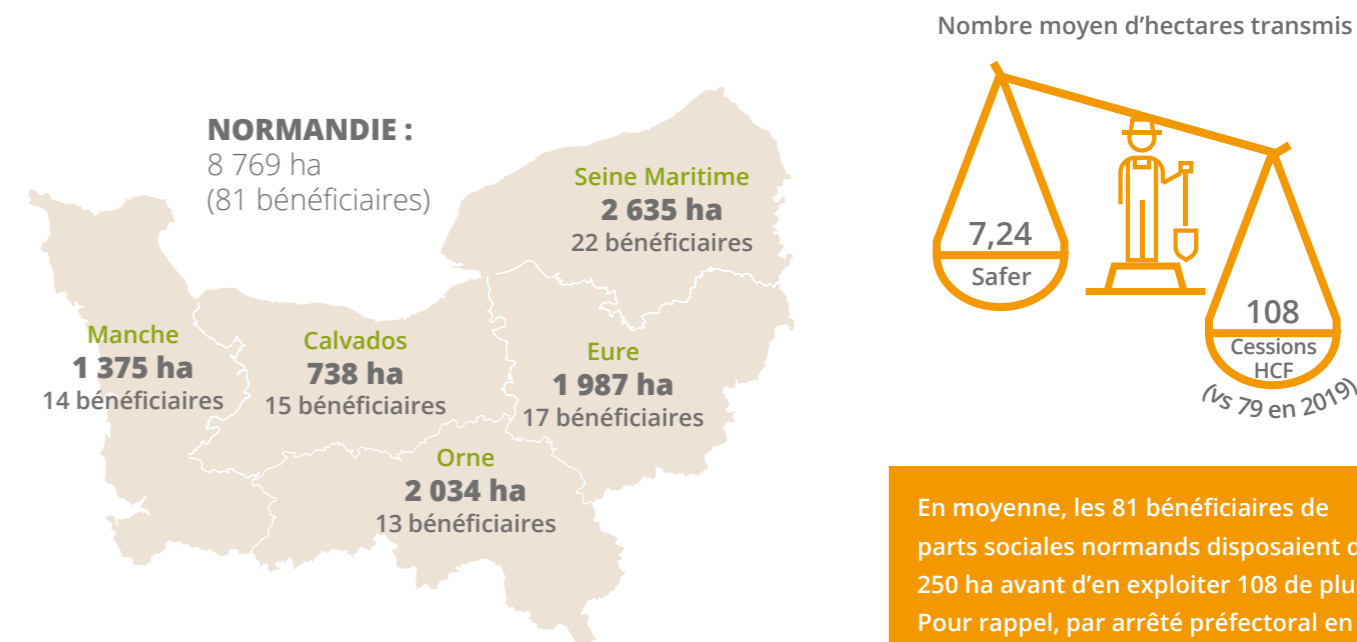 NORMANDIE :
8 769 ha
(81 bénéficiaires)
Seine Maritime
2 635 ha
22 bénéficiaires
Manche
1 375 ha
14 bénéficiaires
Calvados
738 ha
15 bénéficiaires
Eure
1 987 ha
17 bénéficiaires
Orne
2 034 ha
13 bénéficiaires
Nombre moyen d’hectares transmis
7,24
Safer
108
Cessions
HCF
(vs 79 en 2019)
En moyenne, les 81 bénéficiaires de
parts sociales normands disposaient
250 ha avant d’en exploiter 108 de
Pour rappel, par arrêté préfectoral en